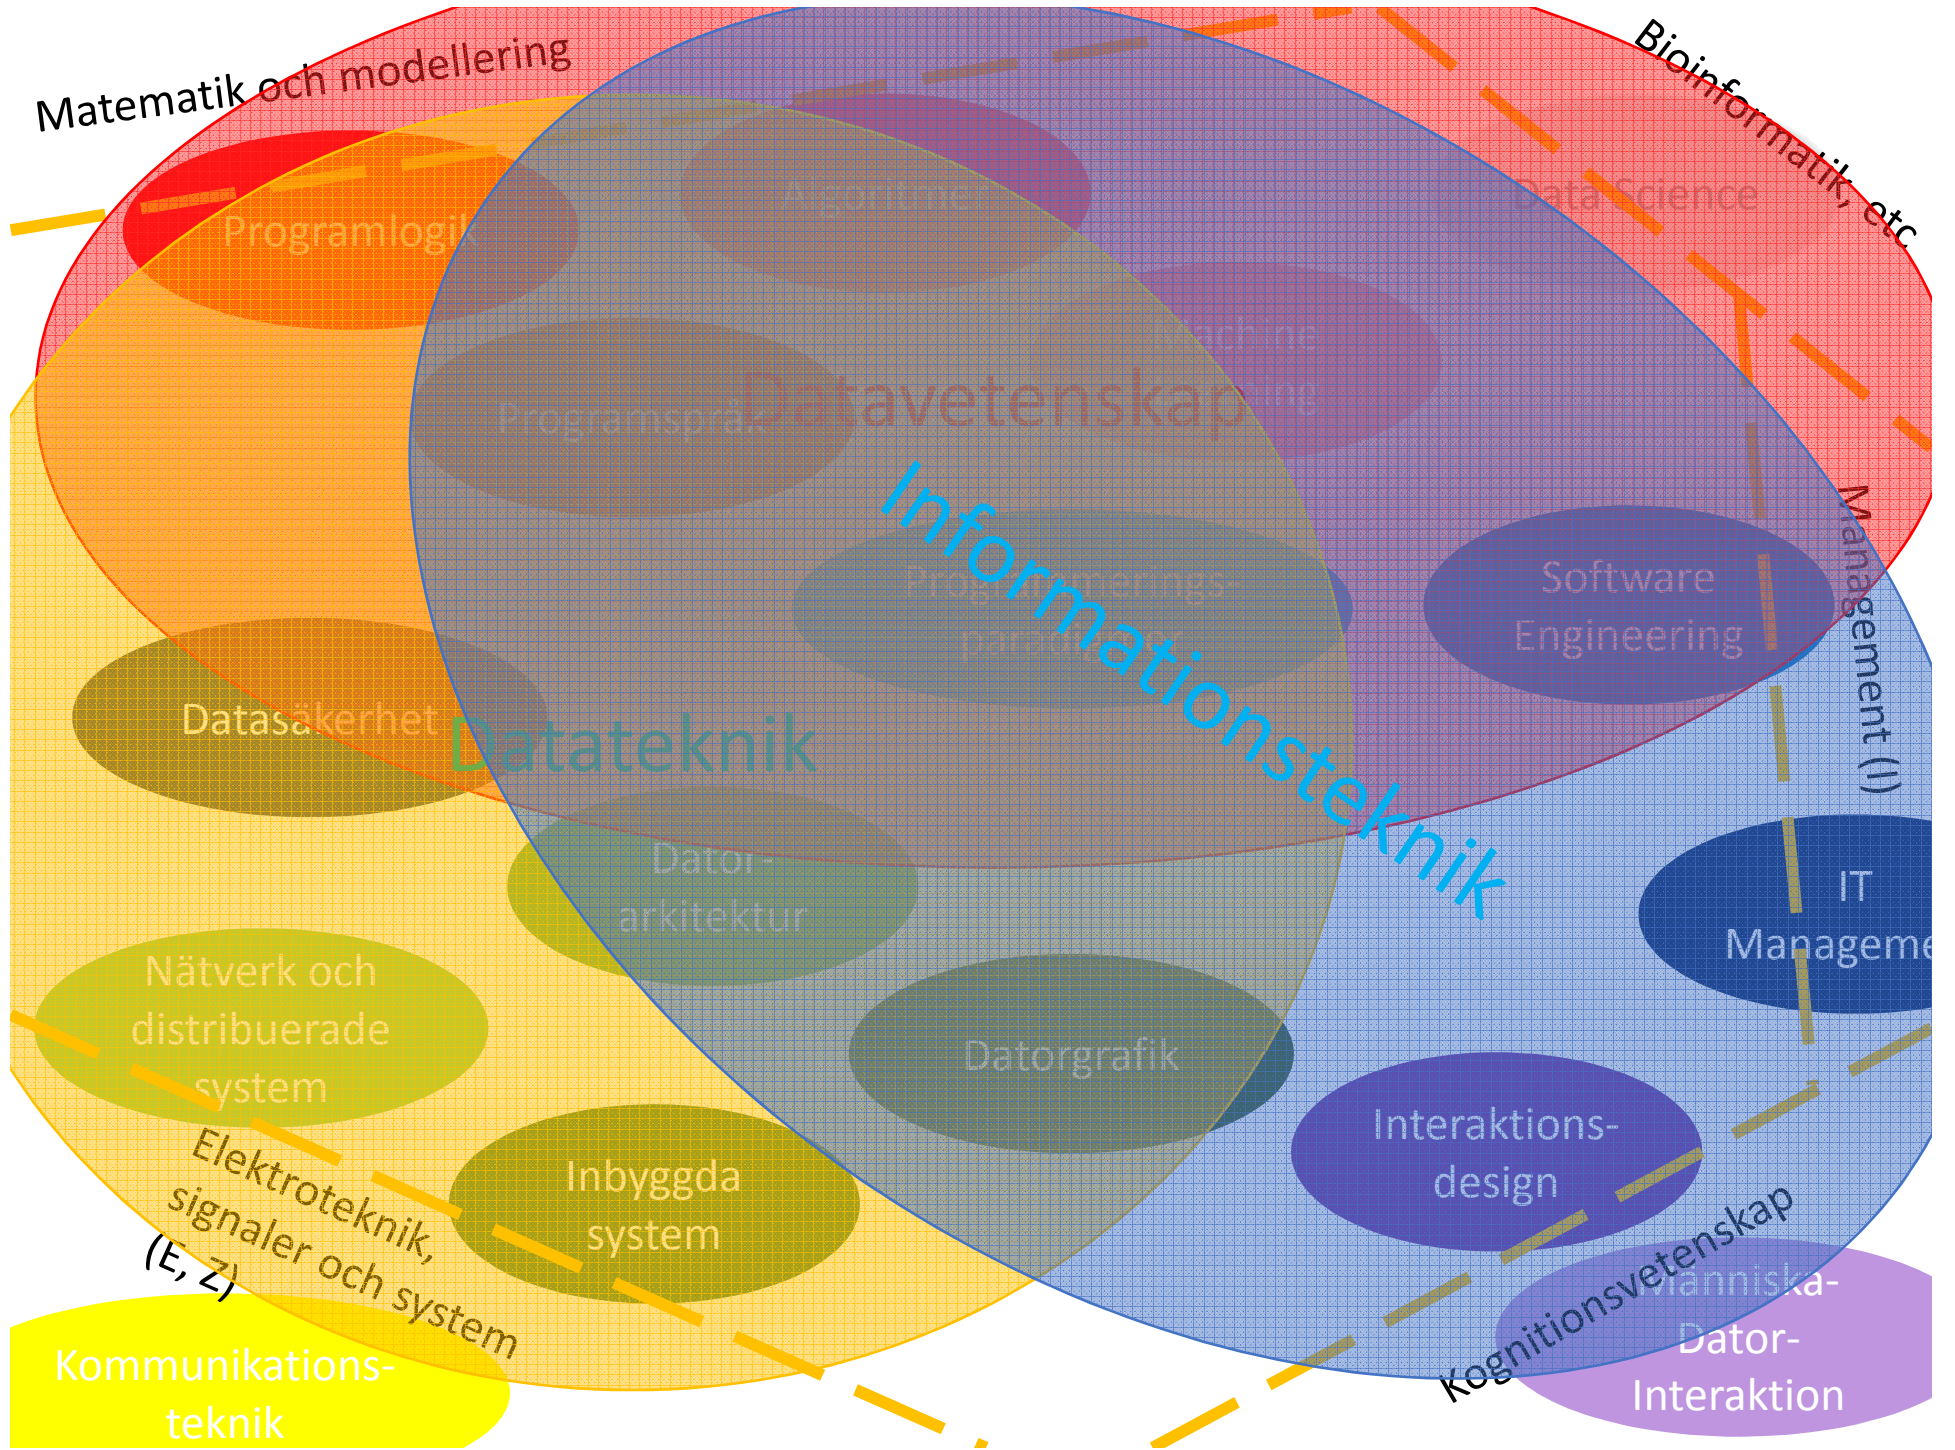 Matematik och modellering
Bioinformatik, etc
Programlogik
Algoritmer
Data Science
Machine
Programspråk
Datavetenskap
Informationsteknik
Programmerings-
paradigmer
Software
Engineering
Management (I)
Datasäkerhet
Datateknik
Dator-
arkitektur
IT
Manageme
Nätverk och
distribuerade
system
Datorgrafik
Interaktions-
design
Elektroteknik,
signaler och system
(E, Z)
Inbyggda
system
Kognitionsvetenskap
Människa-
Dator-
Interaktion
Kommunikations-
teknik